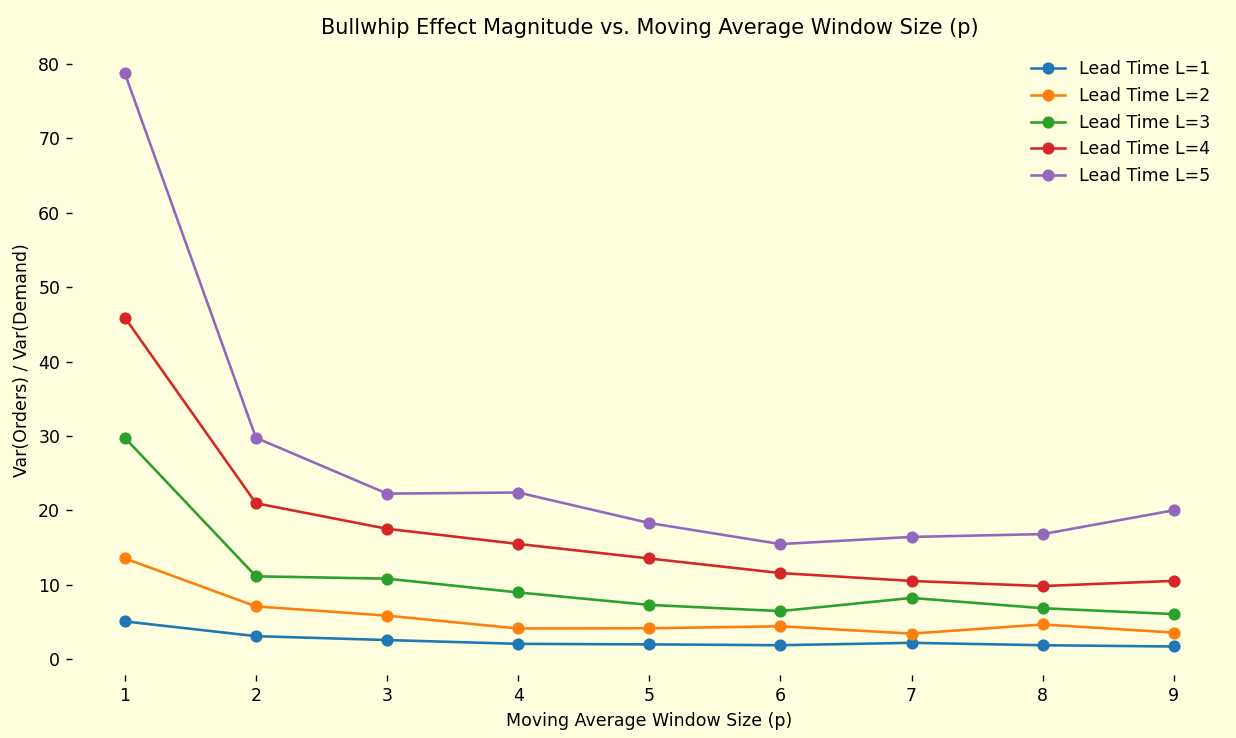 Bullwhip Effect Magnitude vs. Moving Average Window Size (p)
Lead Time L=1
Lead Time L=2
Lead Time L=3
Lead Time L=4
Lead Time L=5
Var(Orders) / Var(Demand)
80
70
60
50
40
30
20
10
0
1 2 3 4 5 6 7 8 9
Moving Average Window Size (p)